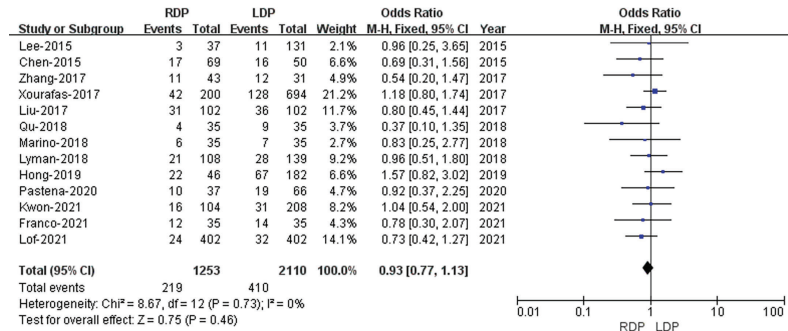 RDP LDP Odds Ratio Odds Ratio
Study or Subgroup Events Total Events Total Weight M-H, Fixed, 95% CI Year M-H, Fixed, 95% CI
Lee-2015 3 37 11 131 2.1% 0.96 [0.25, 3.65] 2015
Chen-2015 17 69 16 50 6.6% 0.69 [0.31, 1.56] 2015
Zhang-2017 11 43 12 31 5.0% 0.54 [0.20, 1.47] 2017
Xourafas-2017 42 200 128 694 21.2% 1.18 [0.80, 1.74] 2017
Liu-2017 31 102 36 102 11.8% 0.80 [0.45, 1.44] 2017
Qu-2018 4 35 9 35 3.7% 0.37 [0.10, 1.35] 2018
Marino-2018 6 35 7 35 2.7% 0.83 [0.25, 2.77] 2018
Lyman-2018 21 108 28 139 9.2% 0.96 [0.51, 1.80] 2018
Hong-2019 22 46 67 182 6.6% 1.57 [0.82, 3.02] 2019
Pastena-2020 10 37 19 66 4.7% 0.92 [0.37, 2.25] 2020
Kwon-2021 16 104 31 208 8.2% 1.04 [0.54, 2.00] 2021
Franco-2021 12 35 14 35 4.3% 0.78 [0.30, 2.07] 2021
Lof-2021 24 402 32 402 14.1% 0.73 [0.42, 1.27] 2021
Total (95% CI) 1253 2110 100.0% 0.93 [0.77, 1.13]
Total events 219 410
Heterogeneity: Chi² = 8.67, df = 12 (P = 0.73); I² = 0%
Test for overall effect: Z = 0.75 (P = 0.46)
0.01 0.1 1 10 100
RDP LDP